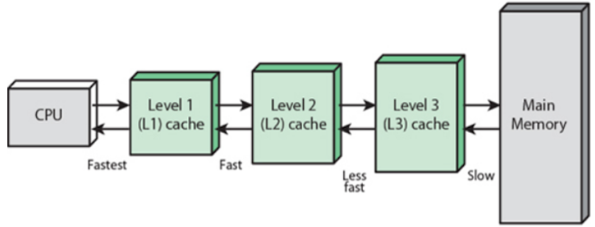 CPU
Level 1
(L1) cache
Level 2
(L2) cache
Level 3
(L3) cache
Main
Memory
Fastest
Fast
Less
fast
Slow